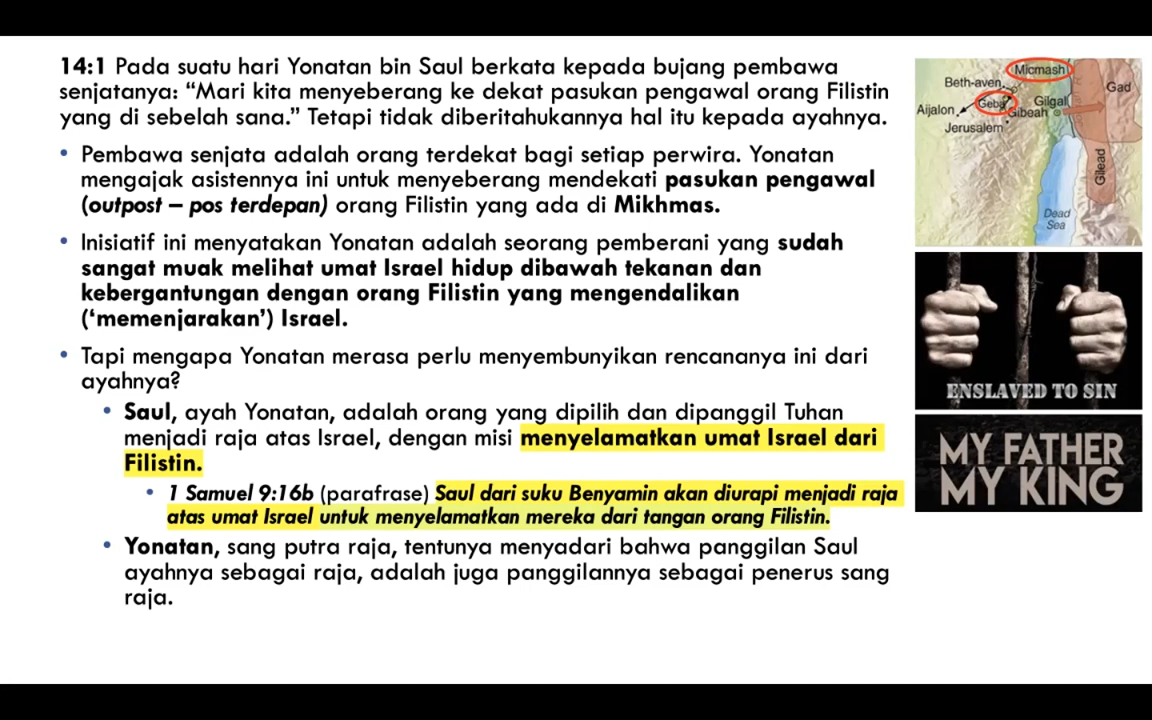 14:1 Pada suatu hari Yonatan bin Saul berkata kepada bujang pembawa
senjatanya: “Mari kita menyeberang ke dekat pasukan pengawal orang Filistin
yang di sebelah sana.” Tetapi tidak diberitahukannya hal itu kepada ayahnya.
• Pembawa senjata adalah orang terdekat bagi setiap perwira. Yonatan
mengajak asistennya ini untuk menyeberang mendekati pasukan pengawal
(outpost – pos terdepan) orang Filistin yang ada di Mikhmas.
• Inisiatif ini menyatakan Yonatan adalah seorang pemberani yang sudah
sangat muak melihat umat Israel hidup dibawah tekanan dan
kebergantungan dengan orang Filistin yang mengendalikan
(‘memenjarakan’) Israel.
• Tapi mengapa Yonatan merasa perlu menyembunyikan rencananya ini dari
ayahnya?
• Saul, ayah Yonatan, adalah orang yang dipilih dan dipanggil Tuhan
menjadi raja atas Israel, dengan misi menyelamatkan umat Israel dari
Filistin.
• 1 Samuel 9:16b (parafrase) Saul dari suku Benyamin akan diurapi menjadi raja
atas umat Israel untuk menyelamatkan mereka dari tangan orang Filistin.
• Yonatan, sang putra raja, tentunya menyadari bahwa panggilan Saul
ayahnya sebagai raja, adalah juga panggilannya sebagai penerus sang
raja.
Micmash
Beth-aven
Gad
Geba
Gilgal
Aijalon
Gibeah
Jerusalem
Gilead
Dead
Sea
ENSLAVED TO SIN
MY FATHER
MY KING